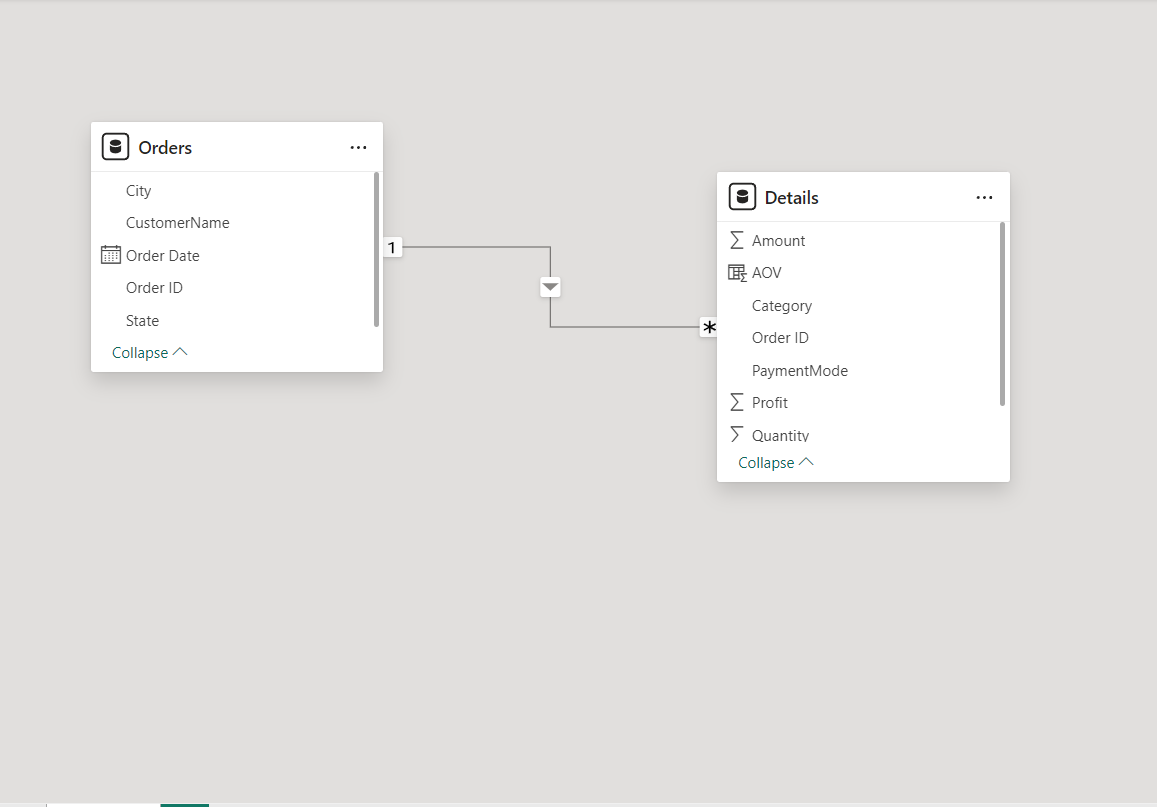 Orders
City
CustomerName
Order Date
Order ID
State
Collapse
1
*
Details
Amount
AOV
Category
Order ID
PaymentMode
Profit
Quantity
Collapse